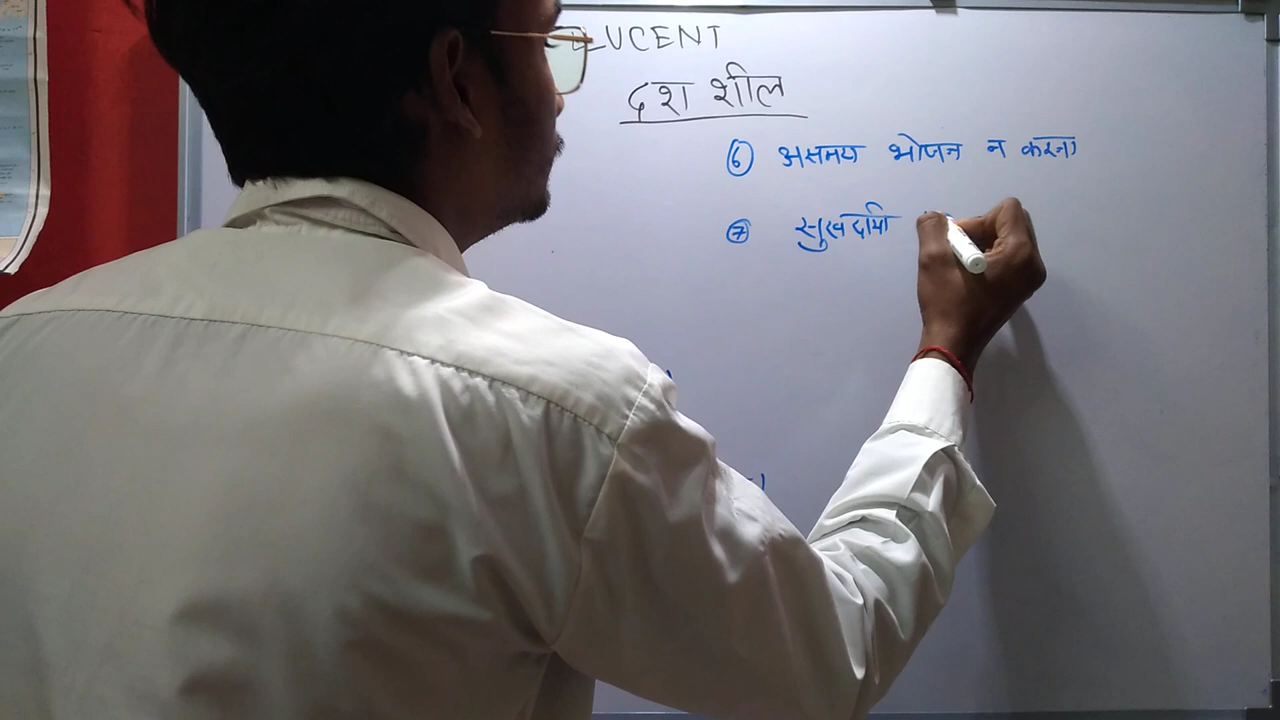 LUCENT
दश शील
⑥ असमय भोजन न करना
⑦ सुखदायी